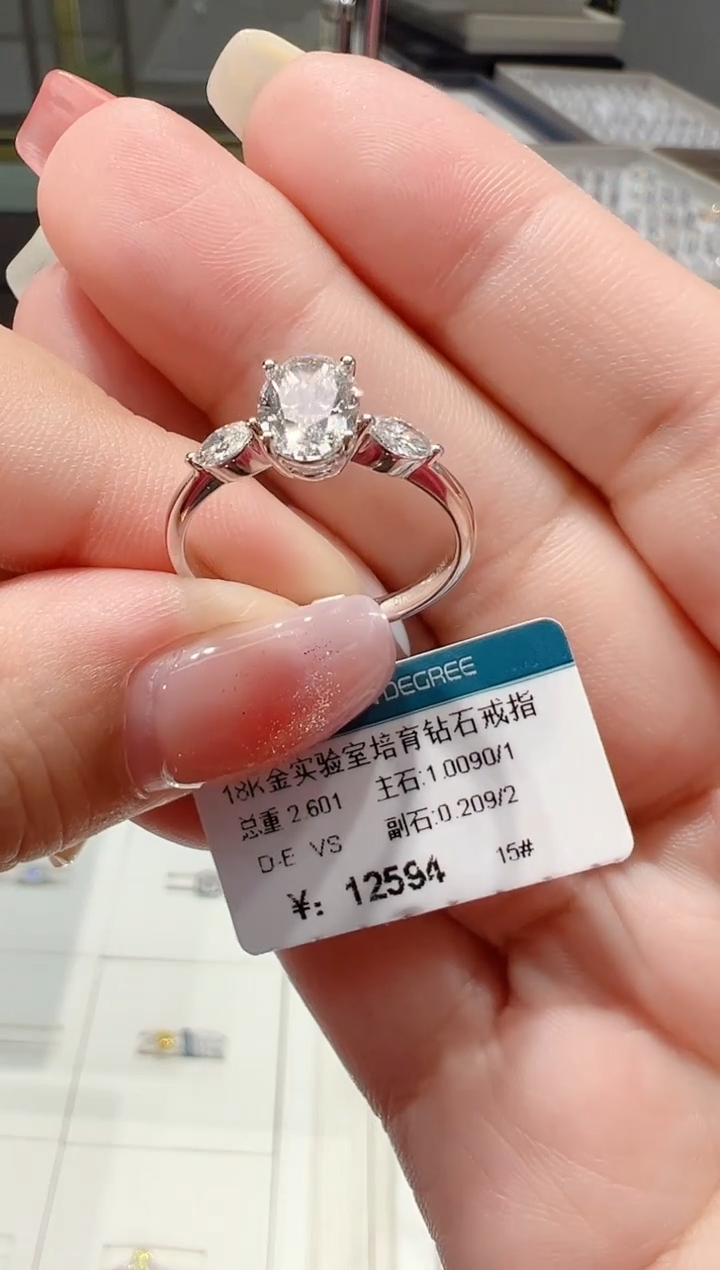 DEGREE
18K金实验室培育钻石戒指
总重 2.601 主石:1.0090/1
D-E VS 副石:0.209/2
¥: 12594 15#